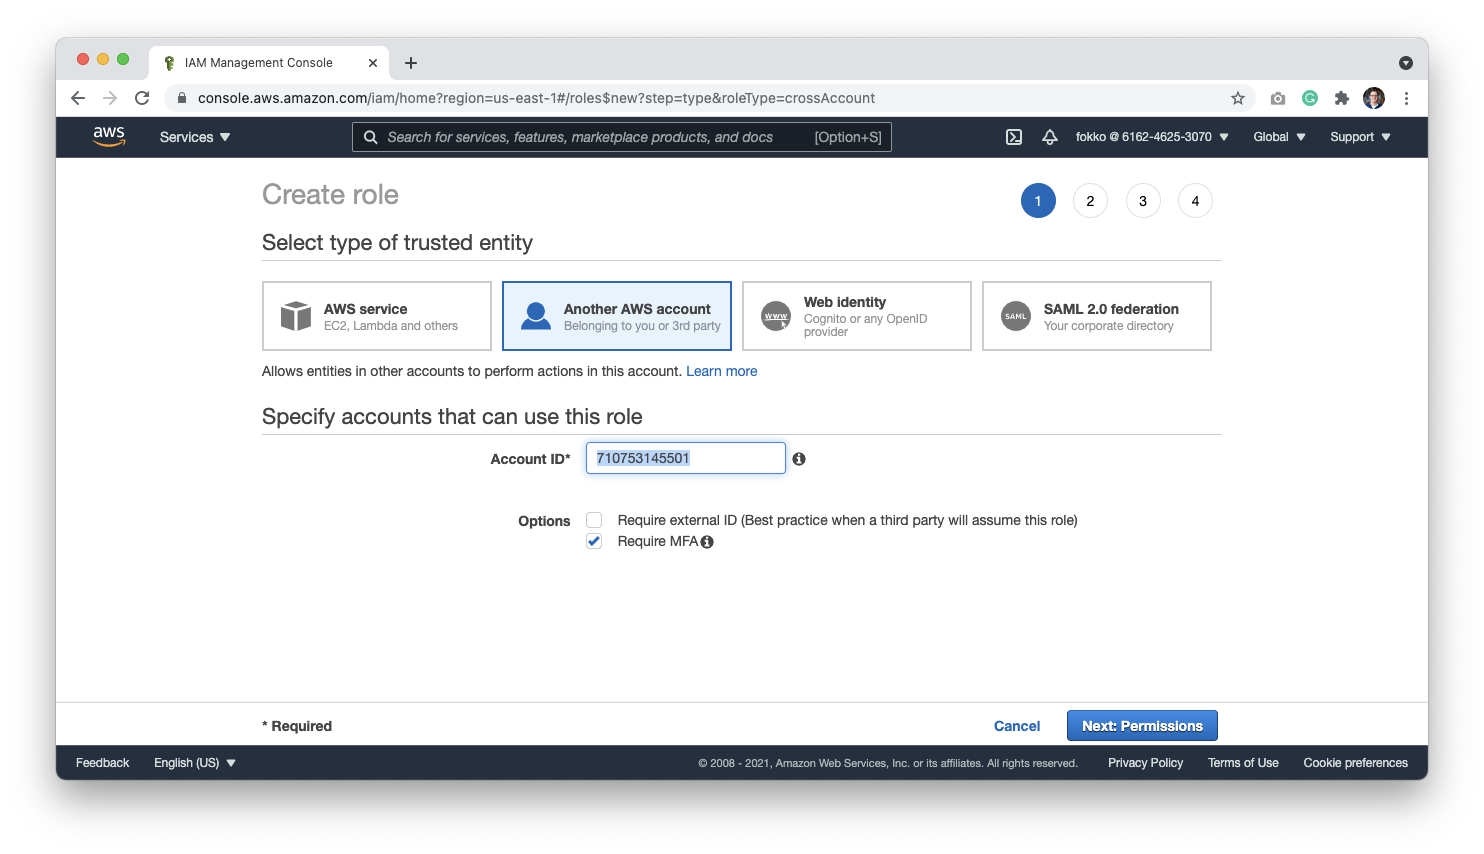 IAM Management Console
console.aws.amazon.com/iam/home?region=us-east-1#/roles$new?step=type&roleType=crossAccount
aws
Services
Search for services, features, marketplace products, and docs [Option+S]
fokko @ 6162-4625-3070
Global
Support
Create role
1
2
3
4
Select type of trusted entity
AWS service
EC2, Lambda and others
Another AWS account
Belonging to you or 3rd party
www
Web identity
Cognito or any OpenID
provider
SAML
SAML 2.0 federation
Your corporate directory
Allows entities in other accounts to perform actions in this account. Learn more
Specify accounts that can use this role
Account ID* 710753145501
Options
Require external ID (Best practice when a third party will assume this role)
Require MFA
* Required
Cancel
Next: Permissions
Feedback
English (US)
© 2008 - 2021, Amazon Web Services, Inc. or its affiliates. All rights reserved.
Privacy Policy
Terms of Use
Cookie preferences